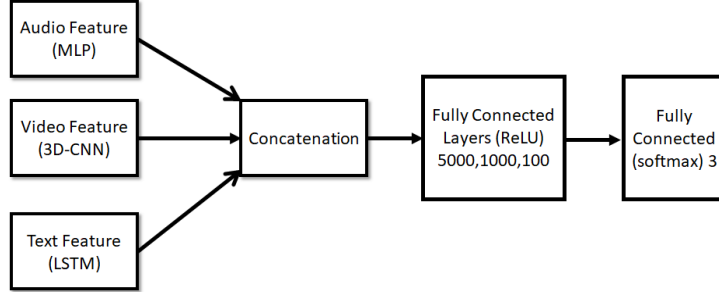 Audio Feature
(MLP)
Video Feature
(3D-CNN)
Text Feature
(LSTM)
Concatenation
Fully Connected
Layers (ReLU)
5000,1000,100
Fully
Connected
(softmax) 3